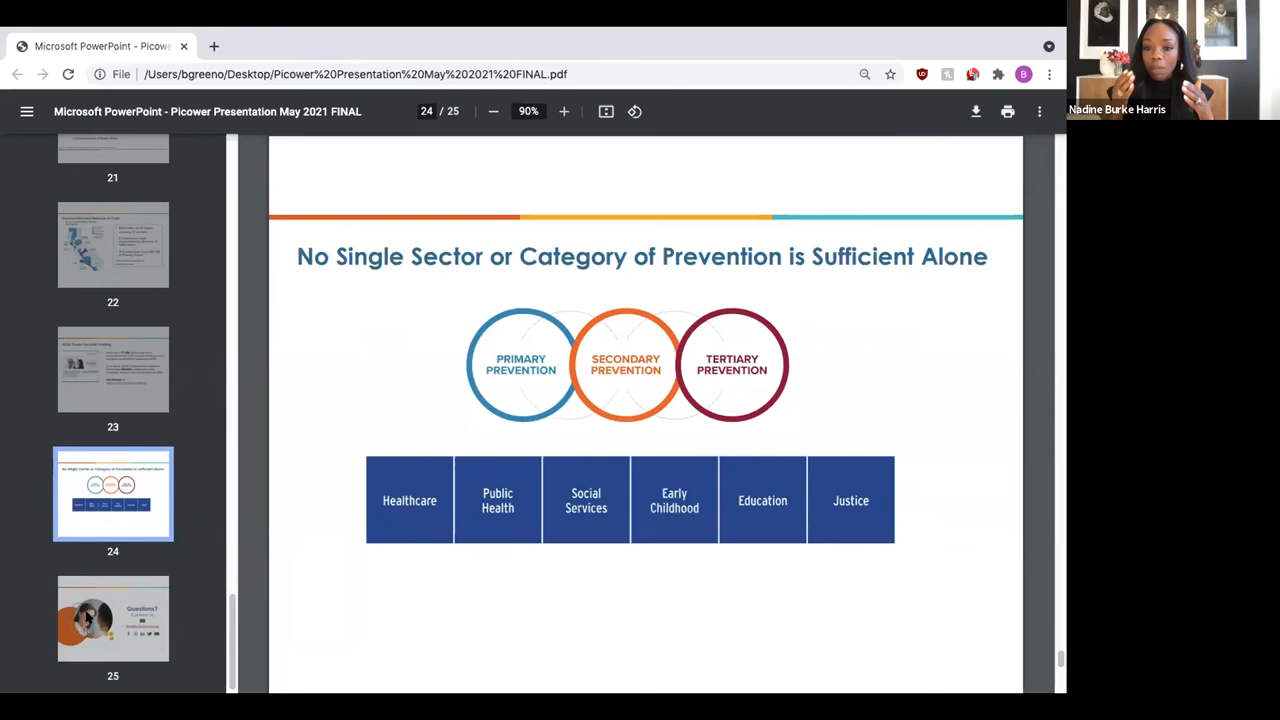 Microsoft PowerPoint - Picow
File
/Users/bgreeno/Desktop/Picower%20Presentation%20May%202021%20FINAL.pdf
B
Microsoft PowerPoint - Picower Presentation May 2021 FINAL
24 / 25
90%
Nadine Burke Harris
21
22
23
24
25
Questions?
No Single Sector or Category of Prevention is Sufficient Alone
PRIMARY
PREVENTION
SECONDARY
PREVENTION
TERTIARY
PREVENTION
Healthcare
Public
Health
Social
Services
Early
Childhood
Education
Justice